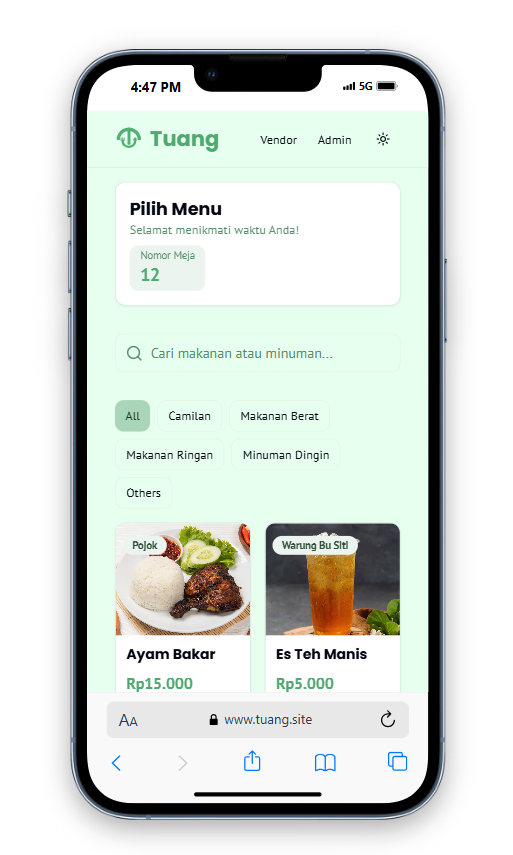 4:47 PM 5G
Tuang Vendor Admin
Pilih Menu
Selamat menikmati waktu Anda!
Nomor Meja
12
Cari makanan atau minuman...
All Camilan Makanan Berat
Makanan Ringan Minuman Dingin
Others
Pojok Warung Bu Siti
Ayam Bakar Es Teh Manis
Rp15.000 Rp5.000
AA www.tuang.site